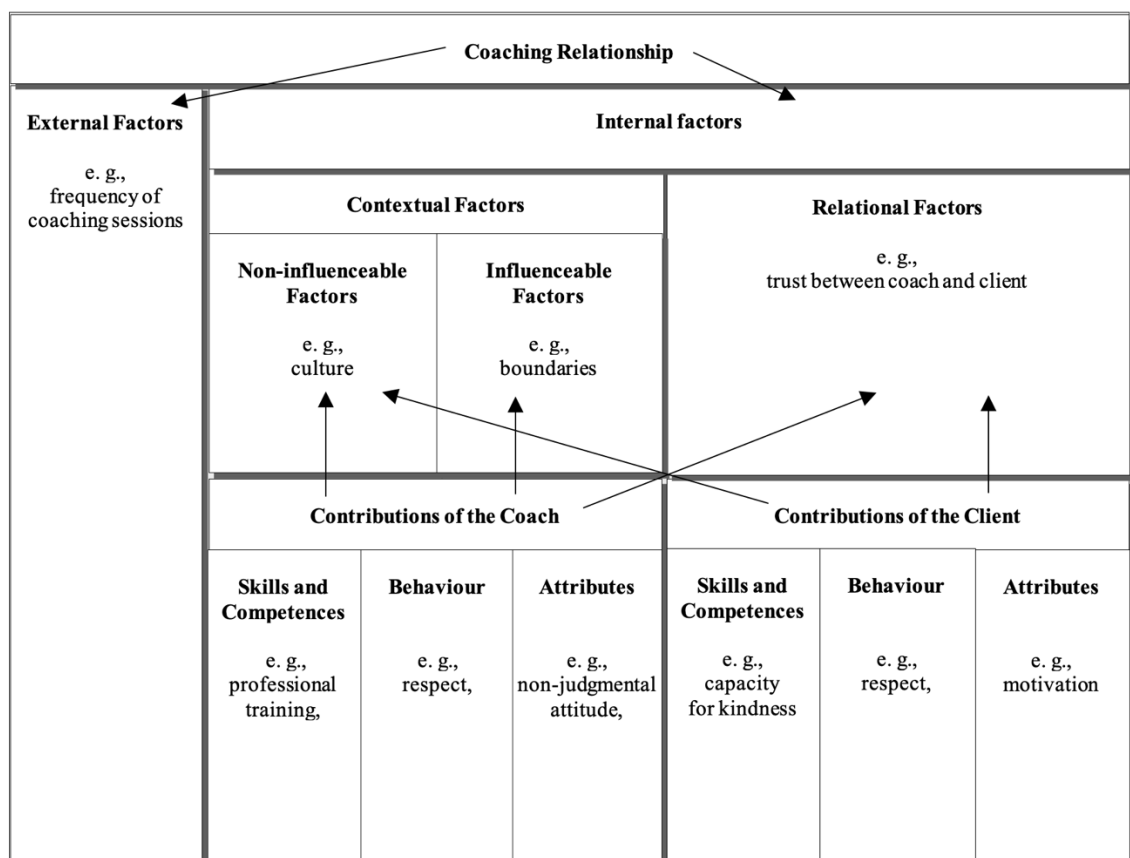 Coaching Relationship
External Factors
e. g.,
frequency of
coaching sessions
Internal factors
Contextual Factors
Non-influenceable
Factors
e. g.,
culture
Influenceable
Factors
e. g.,
boundaries
Relational Factors
e. g.,
trust between coach and client
Contributions of the Coach
Skills and
Competences
e. g.,
professional
training,
Behaviour
e. g.,
respect,
Attributes
e. g.,
non-judgmental
attitude,
Contributions of the Client
Skills and
Competences
e. g.,
capacity
for kindness
Behaviour
e. g.,
respect,
Attributes
e. g.,
motivation